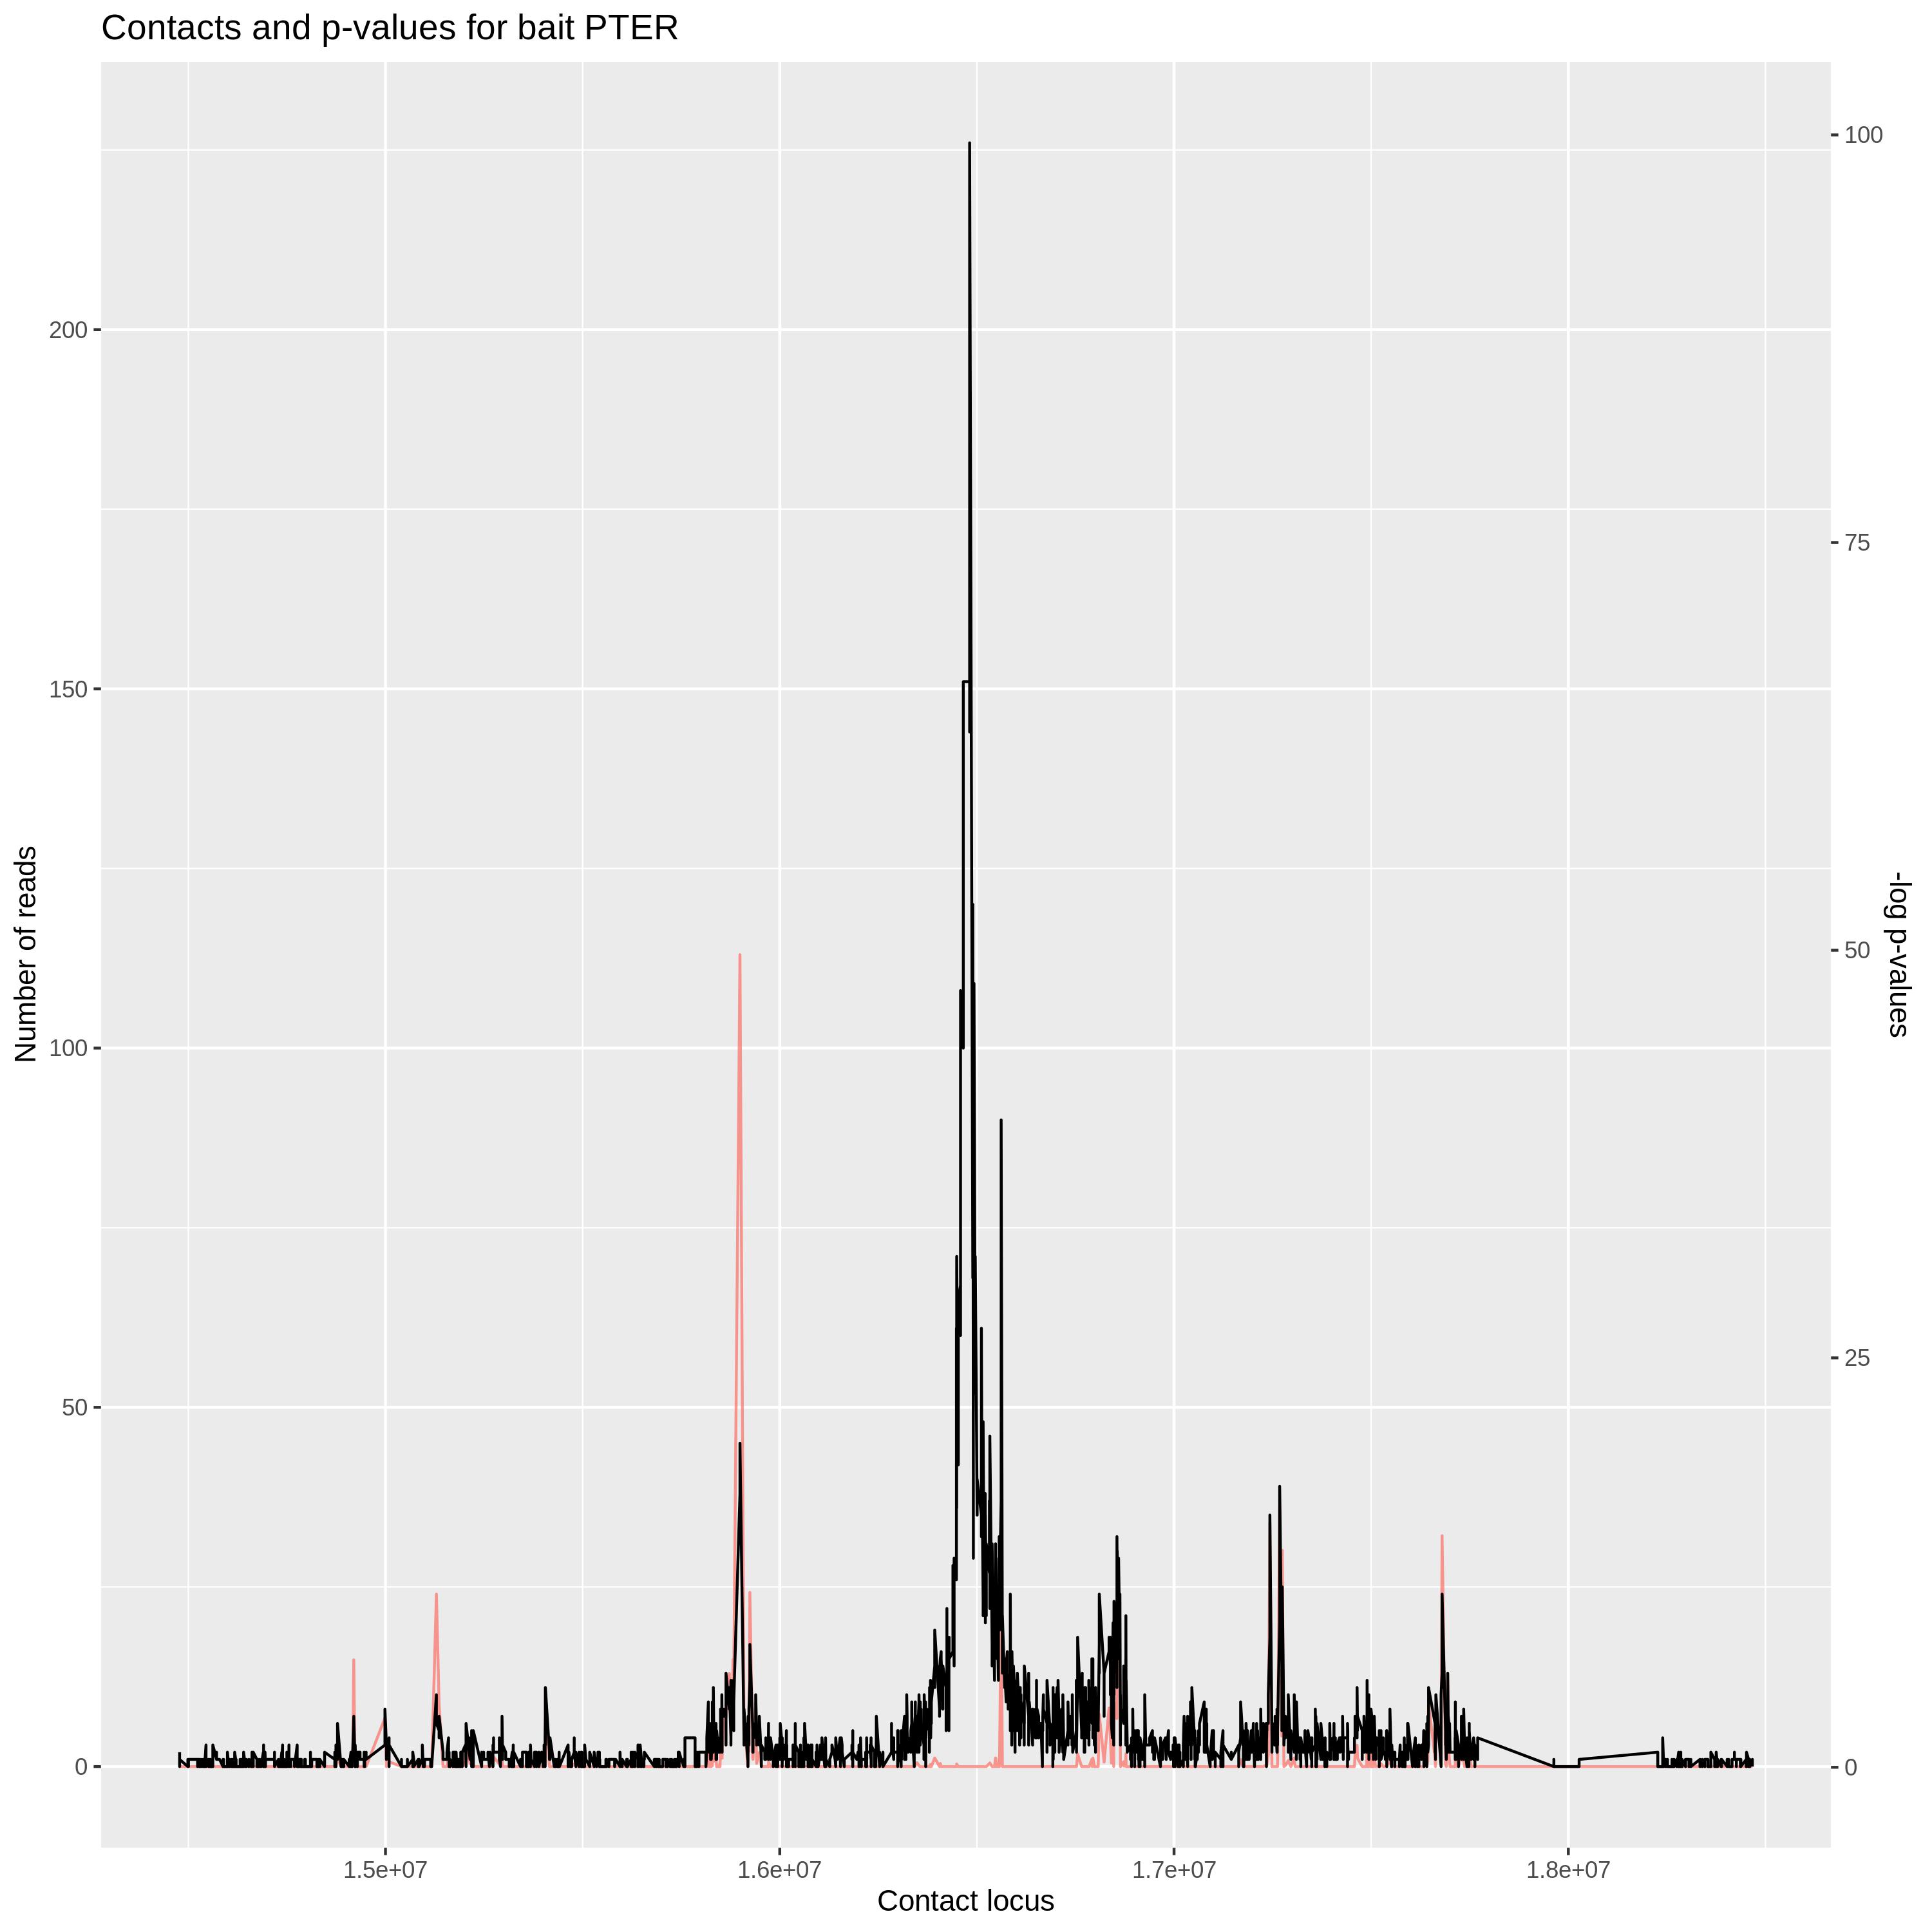 Contacts and p-values for bait PTER
Number of reads
200
150
100
50
0
100
75
50
25
0
-log p-values
1.5e+07
1.6e+07
1.7e+07
1.8e+07
Contact locus